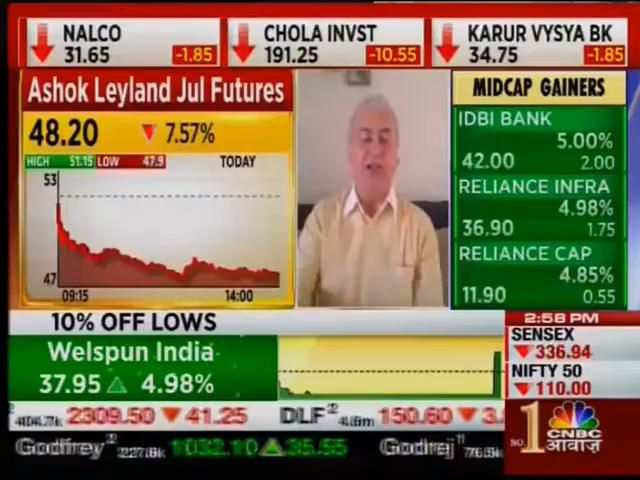 NALCO
31.65 -1.85
CHOLA INVST
191.25 -10.55
KARUR VYSYA BK
34.75 -1.85
Ashok Leyland Jul Futures
48.20 7.57%
HIGH 51.15 LOW 47.9 TODAY
53
47
09:15 14:00
MIDCAP GAINERS
IDBI BANK
5.00%
42.00 2.00
RELIANCE INFRA
4.98%
36.90 1.75
RELIANCE CAP
4.85%
11.90 0.55
10% OFF LOWS
Welspun India
37.95 4.98%
2:58 PM
SENSEX
336.94
NIFTY 50
110.00
2309.50 41.25 DLF 150.60 3.
Godfrey 1032.10 35.55 Godrej
NO. 1 CNBC
आवाज़